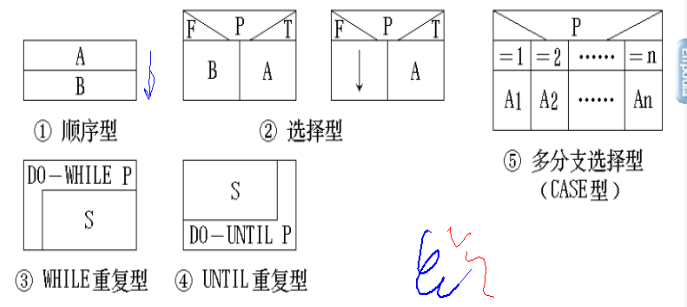 F P T
F P T
P
A
B
B A
A
=1 =2 …… =n
A1 A2 …… An
① 顺序型
② 选择型
⑤ 多分支选择型
(CASE型)
DO-WHILE P
S
S
DO-UNTIL P
③ WHILE重复型
④ UNTIL重复型